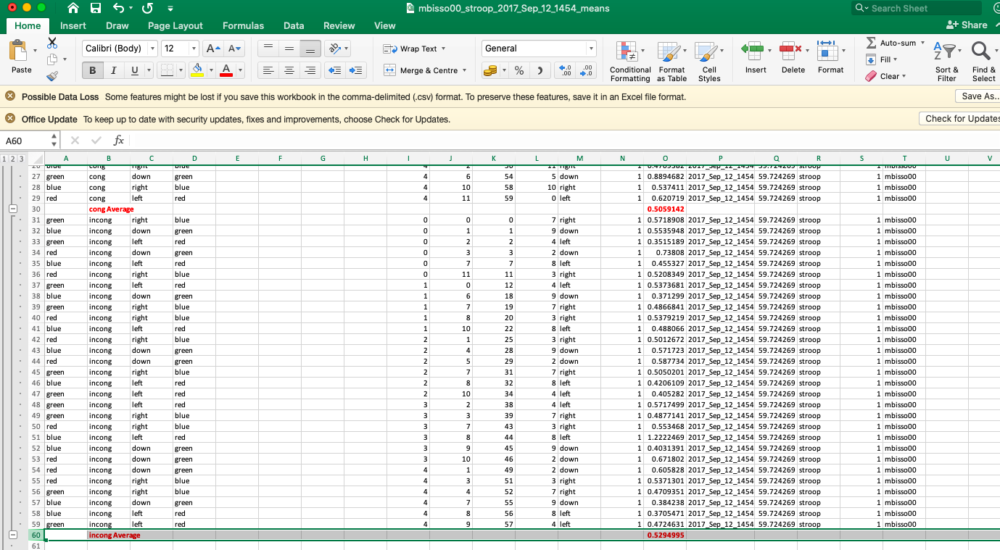 mbisso00_stroop_2017_Sep_12_1454_means
Search Sheet
Home Insert Draw Page Layout Formulas Data Review View
Share
Paste
Calibri (Body) 12 A A
B I U A
Wrap Text
Merge & Centre
General
% .00 .0 .00
Conditional Formatting
Format as Table
Cell Styles
Insert Delete Format
Auto-sum
Fill
Clear
Sort & Filter
Find & Select
Possible Data Loss Some features might be lost if you save this workbook in the comma-delimited (.csv) format. To preserve these features, save it in an Excel file format. Save As..
Office Update To keep up to date with security updates, fixes and improvements, choose Check for Updates. Check for Updates
A60 fx
1 2 3 A B C D E F G H I J K L M N O P Q R S T U V
27 green cong down green 4 6 54 5 down 1 0.8894682 2017_Sep_12_1454 59.724269 stroop 1 mbisso00
28 blue cong right blue 4 10 58 10 right 1 0.537411 2017_Sep_12_1454 59.724269 stroop 1 mbisso00
29 red cong left red 4 11 59 0 left 1 0.620719 2017_Sep_12_1454 59.724269 stroop 1 mbisso00
30 cong Average 0.5059142
31 green incong right blue 0 0 0 7 right 1 0.5718908 2017_Sep_12_1454 59.724269 stroop 1 mbisso00
32 blue incong down green 0 1 1 9 down 1 0.5535948 2017_Sep_12_1454 59.724269 stroop 1 mbisso00
33 green incong left red 0 2 2 4 left 1 0.3515189 2017_Sep_12_1454 59.724269 stroop 1 mbisso00
34 red incong down green 0 3 3 2 down 1 0.73808 2017_Sep_12_1454 59.724269 stroop 1 mbisso00
35 blue incong left red 0 7 7 8 left 1 0.455327 2017_Sep_12_1454 59.724269 stroop 1 mbisso00
36 red incong right blue 0 11 11 3 right 1 0.5208349 2017_Sep_12_1454 59.724269 stroop 1 mbisso00
37 green incong left red 1 0 12 4 left 1 0.5373681 2017_Sep_12_1454 59.724269 stroop 1 mbisso00
38 blue incong down green 1 6 18 9 down 1 0.371299 2017_Sep_12_1454 59.724269 stroop 1 mbisso00
39 green incong right blue 1 7 19 7 right 1 0.4866841 2017_Sep_12_1454 59.724269 stroop 1 mbisso00
40 red incong right blue 1 8 20 3 right 1 0.5379219 2017_Sep_12_1454 59.724269 stroop 1 mbisso00
41 blue incong left red 1 10 22 8 left 1 0.488066 2017_Sep_12_1454 59.724269 stroop 1 mbisso00
42 red incong right blue 2 1 25 3 right 1 0.5012672 2017_Sep_12_1454 59.724269 stroop 1 mbisso00
43 blue incong down green 2 4 28 9 down 1 0.571723 2017_Sep_12_1454 59.724269 stroop 1 mbisso00
44 red incong down green 2 5 29 2 down 1 0.587734 2017_Sep_12_1454 59.724269 stroop 1 mbisso00
45 green incong right blue 2 7 31 7 right 1 0.5050201 2017_Sep_12_1454 59.724269 stroop 1 mbisso00
46 blue incong left red 2 8 32 8 left 1 0.4206109 2017_Sep_12_1454 59.724269 stroop 1 mbisso00
47 green incong left red 2 10 34 4 left 1 0.405282 2017_Sep_12_1454 59.724269 stroop 1 mbisso00
48 green incong left red 3 2 38 4 left 1 0.5717499 2017_Sep_12_1454 59.724269 stroop 1 mbisso00
49 green incong right blue 3 3 39 7 right 1 0.4877141 2017_Sep_12_1454 59.724269 stroop 1 mbisso00
50 red incong right blue 3 7 43 3 right 1 0.553468 2017_Sep_12_1454 59.724269 stroop 1 mbisso00
51 blue incong left red 3 8 44 8 left 1 1.2222469 2017_Sep_12_1454 59.724269 stroop 1 mbisso00
52 blue incong down green 3 9 45 9 down 1 0.4031391 2017_Sep_12_1454 59.724269 stroop 1 mbisso00
53 red incong down green 3 10 46 2 down 1 0.671802 2017_Sep_12_1454 59.724269 stroop 1 mbisso00
54 red incong down green 4 1 49 2 down 1 0.605828 2017_Sep_12_1454 59.724269 stroop 1 mbisso00
55 red incong right blue 4 3 51 3 right 1 0.5371301 2017_Sep_12_1454 59.724269 stroop 1 mbisso00
56 green incong right blue 4 4 52 7 right 1 0.4709351 2017_Sep_12_1454 59.724269 stroop 1 mbisso00
57 blue incong down green 4 7 55 9 down 1 0.384238 2017_Sep_12_1454 59.724269 stroop 1 mbisso00
58 blue incong left red 4 8 56 8 left 1 0.3705471 2017_Sep_12_1454 59.724269 stroop 1 mbisso00
59 green incong left red 4 9 57 4 left 1 0.4724631 2017_Sep_12_1454 59.724269 stroop 1 mbisso00
60 incong Average 0.5294995
61